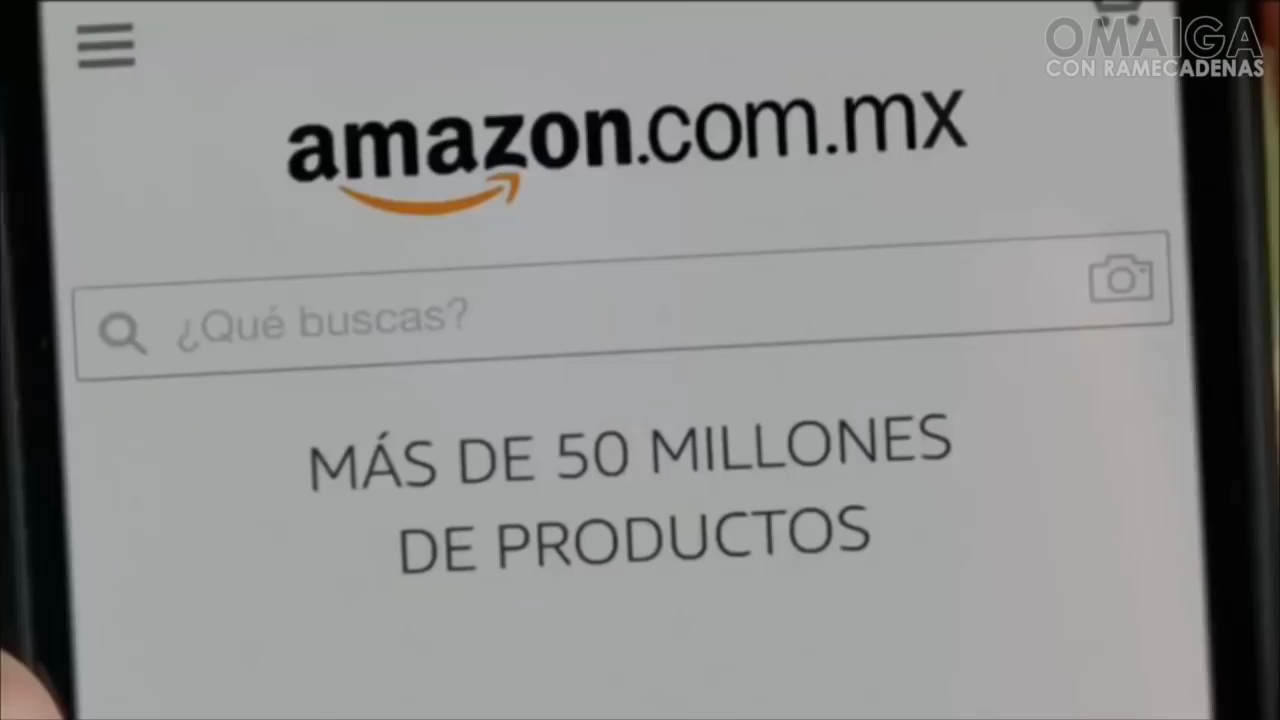 OMAIGA
CON RAMECADENAS
amazon.com.mx
¿Qué buscas?
MÁS DE 50 MILLONES
DE PRODUCTOS